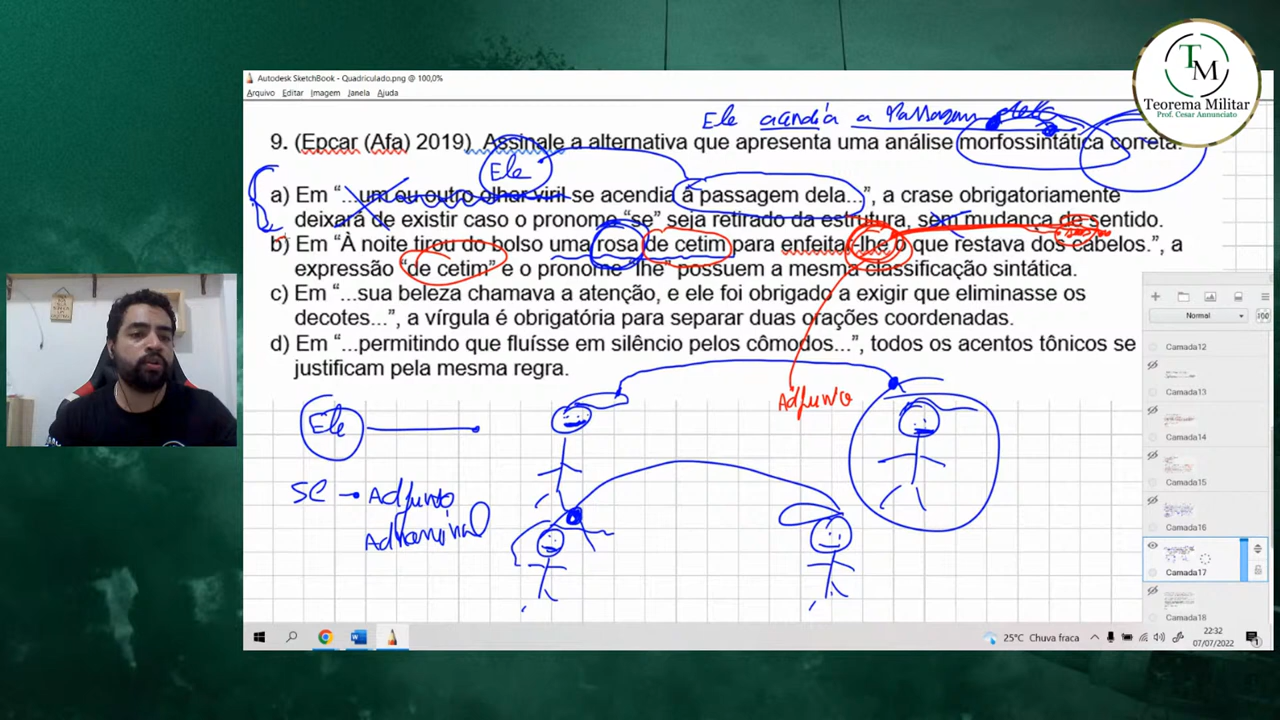 Autodesk SketchBook - Quadriculado.png @ 100,0%
Arquivo Editar Imagem Janela Ajuda
TM
Teorema Militar
Prof. Cesar Annunciato
Ele acendia a Passagem dela
9. (Epcar (Afa) 2019) Assinale a alternativa que apresenta uma análise morfossintática correta.
Ele
a) Em “...um eu outro olhar viril se acendia à passagem dela...”, a crase obrigatoriamente
deixará de existir caso o pronome “se” seja retirado da estrutura, sem mudança de sentido.
b) Em “À noite tirou do bolso uma rosa de cetim para enfeitar-lhe o que restava dos cabelos.”, a
expressão “de cetim” e o pronome “lhe” possuem a mesma classificação sintática.
c) Em “...sua beleza chamava a atenção, e ele foi obrigado a exigir que eliminasse os
decotes...”, a vírgula é obrigatória para separar duas orações coordenadas.
d) Em “...permitindo que fluísse em silêncio pelos cômodos...”, todos os acentos tônicos se
justificam pela mesma regra.
Adjunto
Ele
SE Adjunto
Adnominal
Normal 100
Camada12
Camada13
Camada14
Camada15
Camada16
Camada17
Camada18
25°C Chuva fraca
22:32
07/07/2022